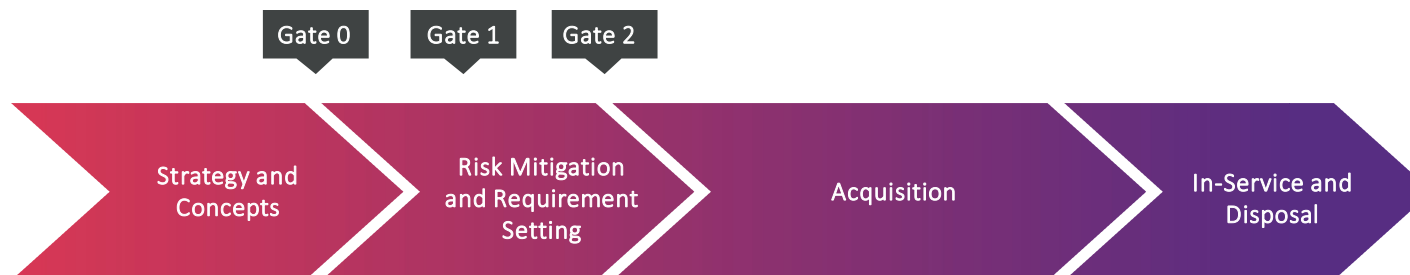 Gate 0
Gate 1
Gate 2
Strategy and
Concepts
Risk Mitigation
and Requirement
Setting
Acquisition
In-Service and
Disposal